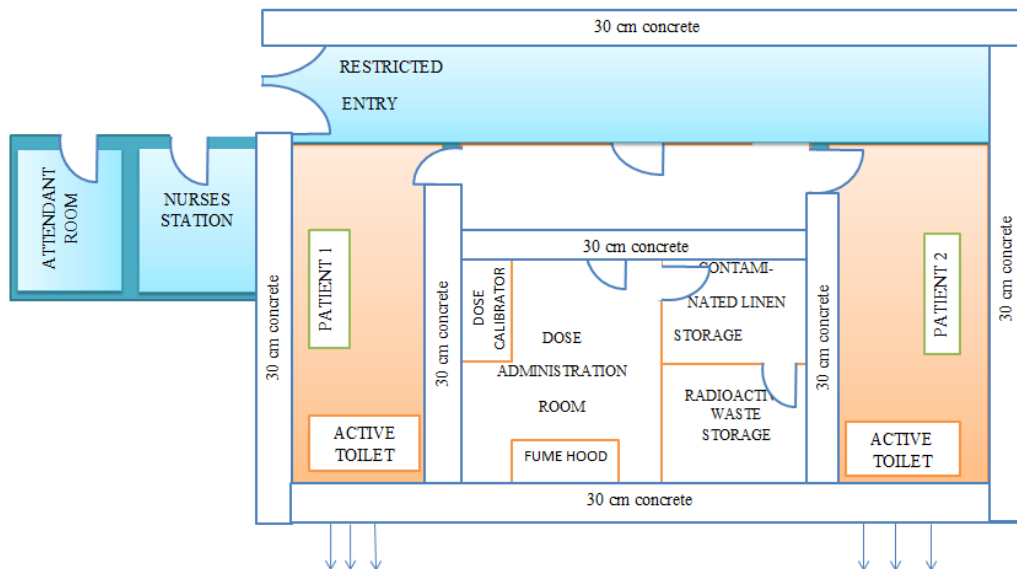 30 cm concrete
RESTRICTED
ENTRY
ATTENDANT
ROOM
NURSES
STATION
30 cm concrete
PATIENT 1
ACTIVE
TOILET
30 cm concrete
30 cm concrete
DOSE
CALIBRATOR
DOSE
ADMINISTRATION
ROOM
FUME HOOD
CONTAMI-
NATED LINEN
STORAGE
RADIOACTIVE
WASTE
STORAGE
30 cm concrete
PATIENT 2
ACTIVE
TOILET
30 cm concrete
30 cm concrete